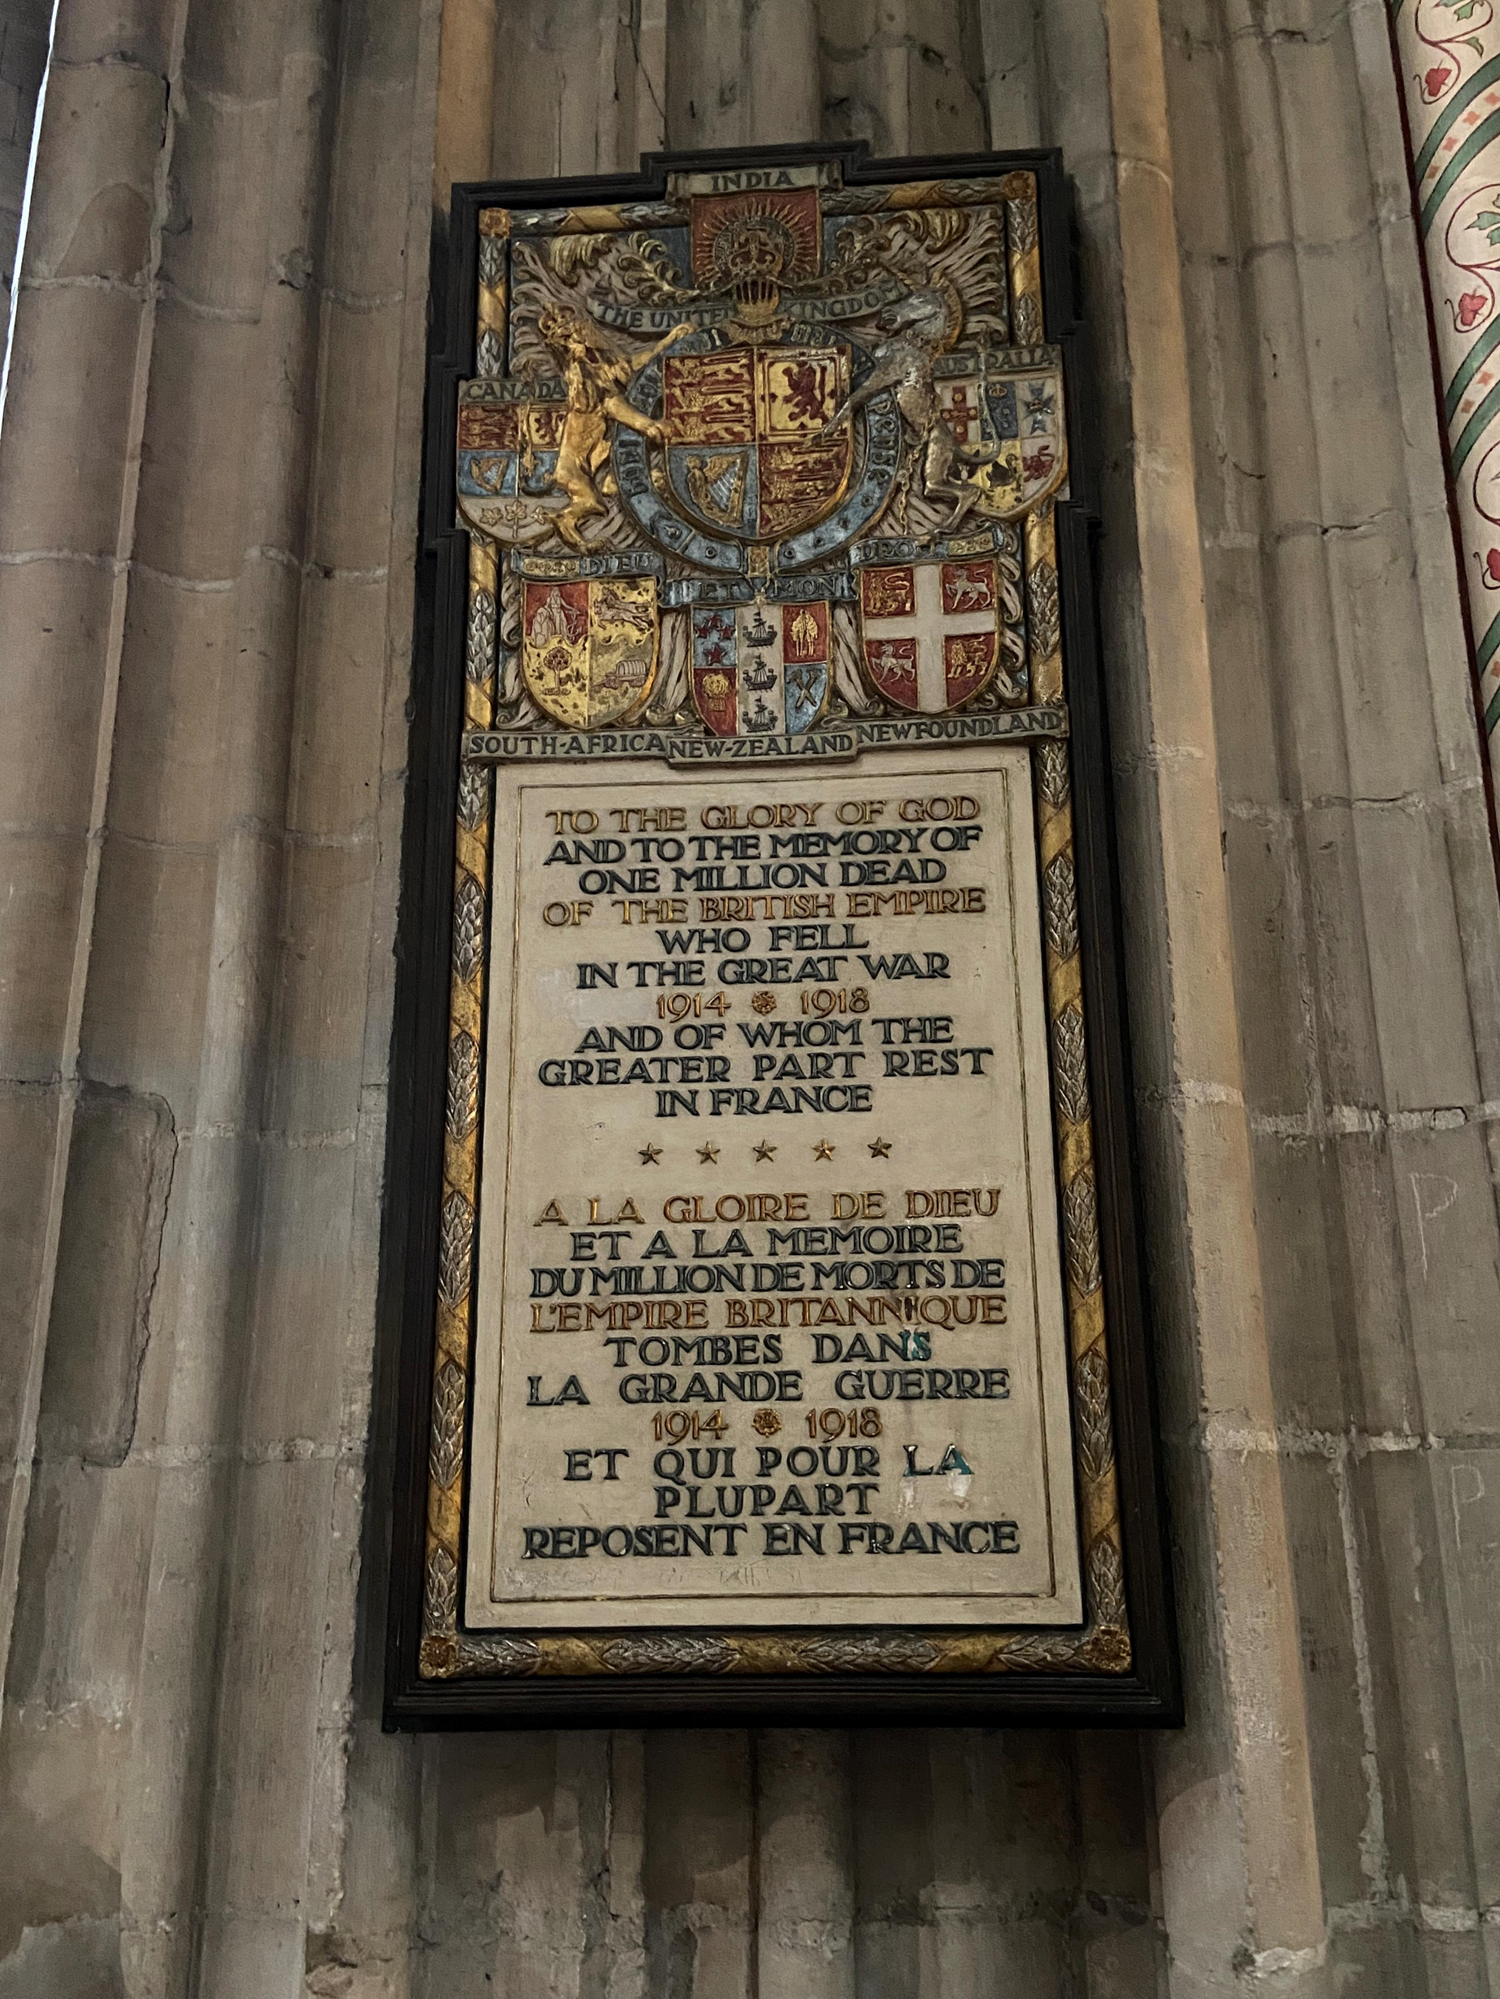 INDIA
THE UNITED KINGDOM
CANADA
AUSTRALIA
DIEU
ET MON
DROIT
SOUTH-AFRICA
NEW-ZEALAND
NEWFOUNDLAND
TO THE GLORY OF GOD
AND TO THE MEMORY OF
ONE MILLION DEAD
OF THE BRITISH EMPIRE
WHO FELL
IN THE GREAT WAR
1914 1918
AND OF WHOM THE
GREATER PART REST
IN FRANCE
A LA GLOIRE DE DIEU
ET A LA MEMOIRE
DU MILLION DE MORTS DE
L'EMPIRE BRITANNIQUE
TOMBES DANS
LA GRANDE GUERRE
1914 1918
ET QUI POUR LA
PLUPART
REPOSENT EN FRANCE